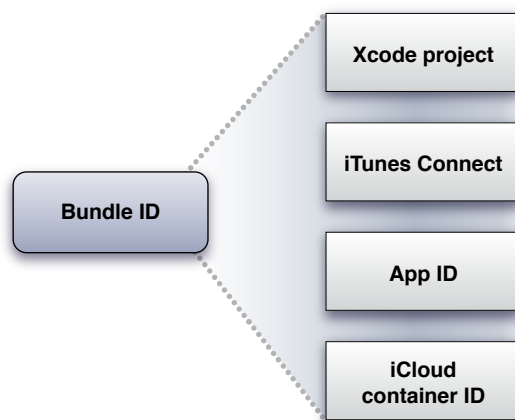 Xcode project
iTunes Connect
Bundle ID
App ID
iCloud
container ID